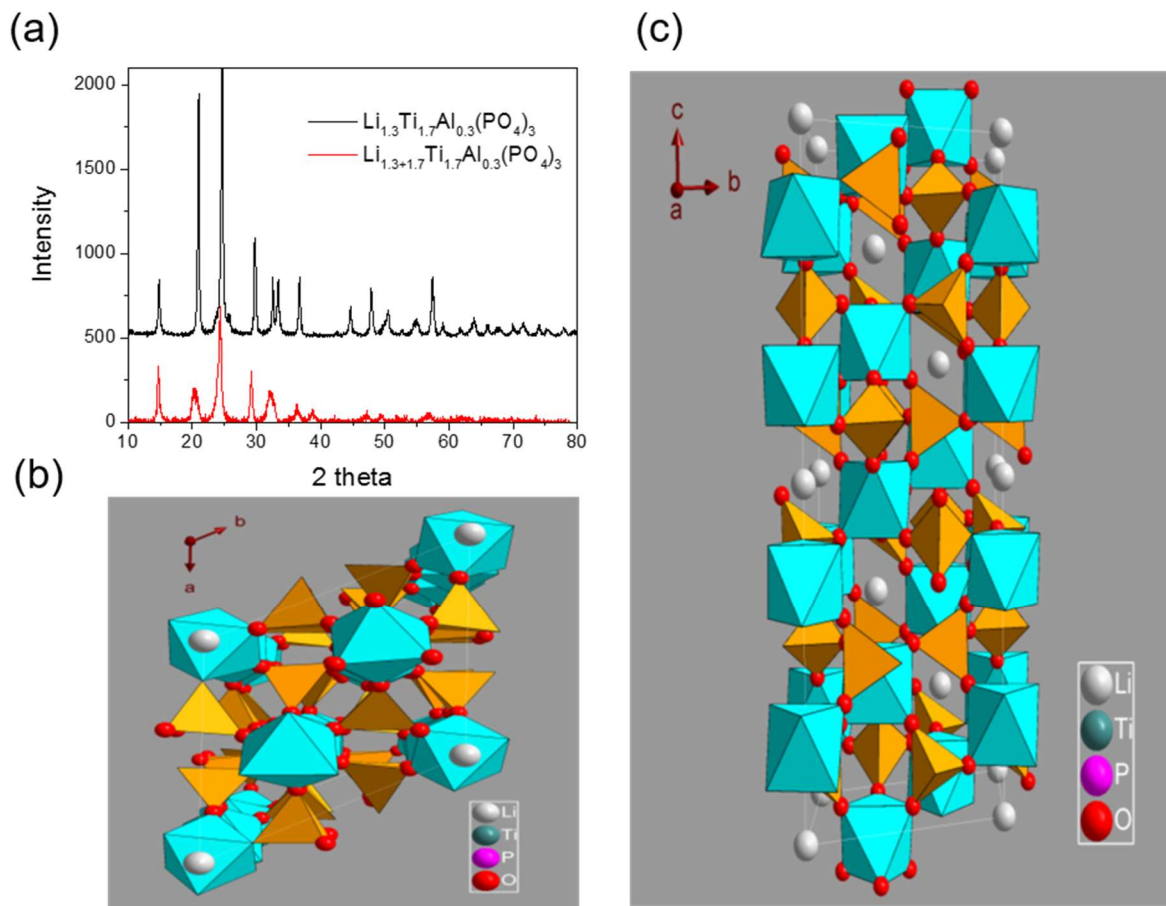 (a)
2000
1500
1000
500
0
Intensity
Li1.3Ti1.7Al0.3(PO4)3
Li1.3+1.7Ti1.7Al0.3(PO4)3
10 20 30 40 50 60 70 80
2 theta
(b)
b
a
Li
Ti
P
O
(c)
c
b
a
Li
Ti
P
O